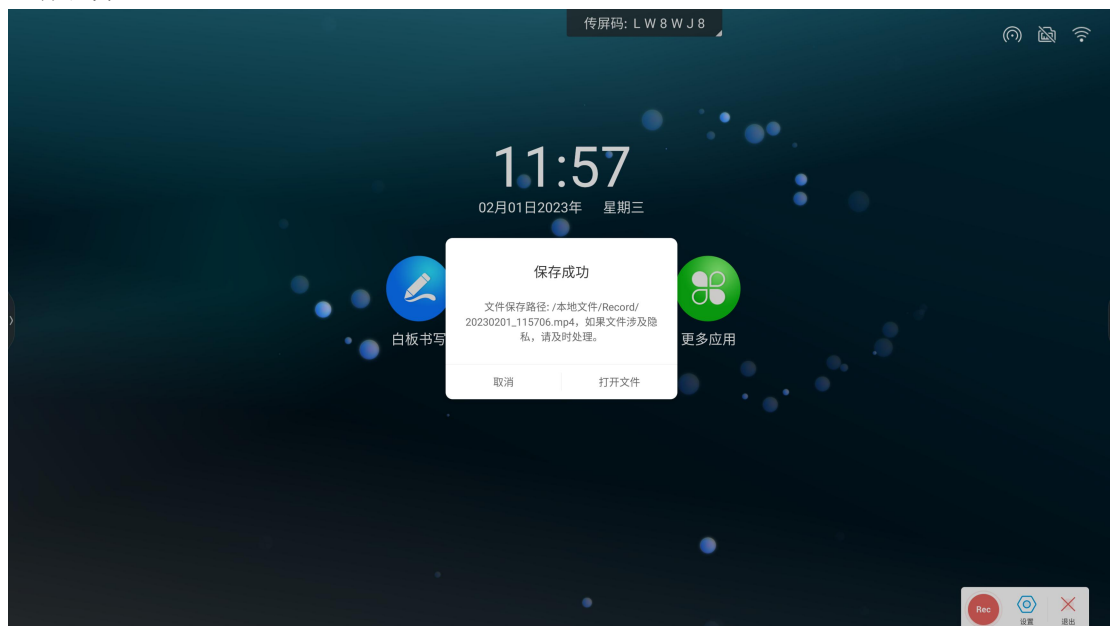 传屏码: LW8WJ8
11:57
02月01日2023年 星期三
保存成功
文件保存路径: /本地文件/Record/
20230201_115706.mp4，如果文件涉及隐
私，请及时处理。
取消 打开文件
白板书写 更多应用
Rec 设置 退出